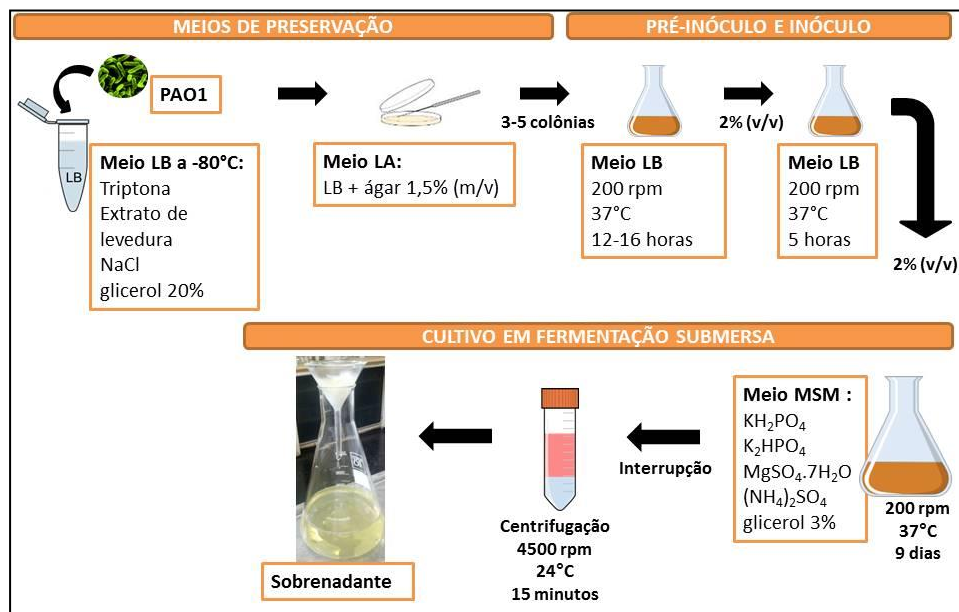 MEIOS DE PRESERVAÇÃO
PRÉ-INÓCULO E INÓCULO
PAO1
LB
Meio LB a -80°C:
Triptona
Extrato de
levedura
NaCl
glicerol 20%
Meio LA:
LB + ágar 1,5% (m/v)
3-5 colônias
Meio LB
200 rpm
37°C
12-16 horas
2% (v/v)
Meio LB
200 rpm
37°C
5 horas
2% (v/v)
CULTIVO EM FERMENTAÇÃO SUBMERSA
Meio MSM :
KH₂PO₄
K₂HPO₄
MgSO₄.7H₂O
(NH₄)₂SO₄
glicerol 3%
200 rpm
37°C
9 dias
Interrupção
Centrifugação
4500 rpm
24°C
15 minutos
Sobrenadante